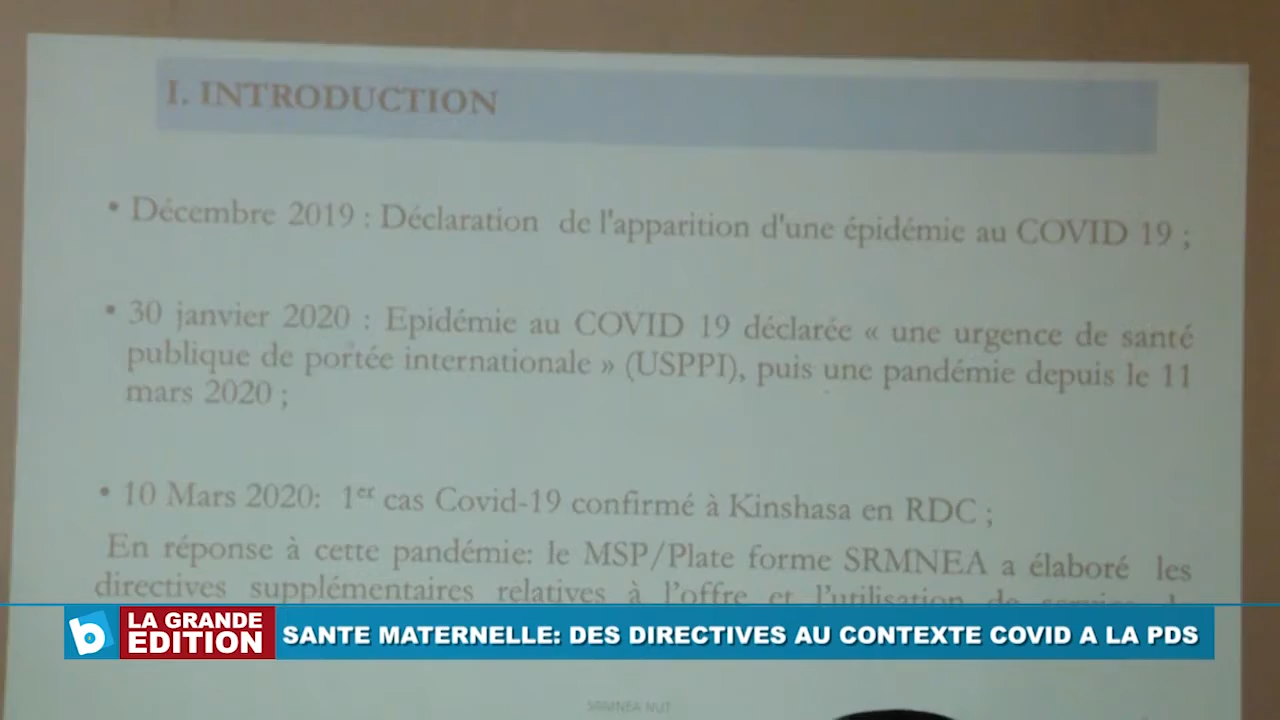 I. INTRODUCTION
• Décembre 2019 : Déclaration de l'apparition d'une épidémie au COVID 19 ;
• 30 janvier 2020 : Epidémie au COVID 19 déclarée « une urgence de santé
publique de portée internationale » (USPPI), puis une pandémie depuis le 11
mars 2020 ;
• 10 Mars 2020: 1er cas Covid-19 confirmé à Kinshasa en RDC ;
En réponse à cette pandémie: le MSP/Plate forme SRMNEA a élaboré les
directives supplémentaires relatives à l'offre et l'utilisation de
b LA GRANDE
EDITION
SANTE MATERNELLE: DES DIRECTIVES AU CONTEXTE COVID A LA PDS
SRMNEA NUT